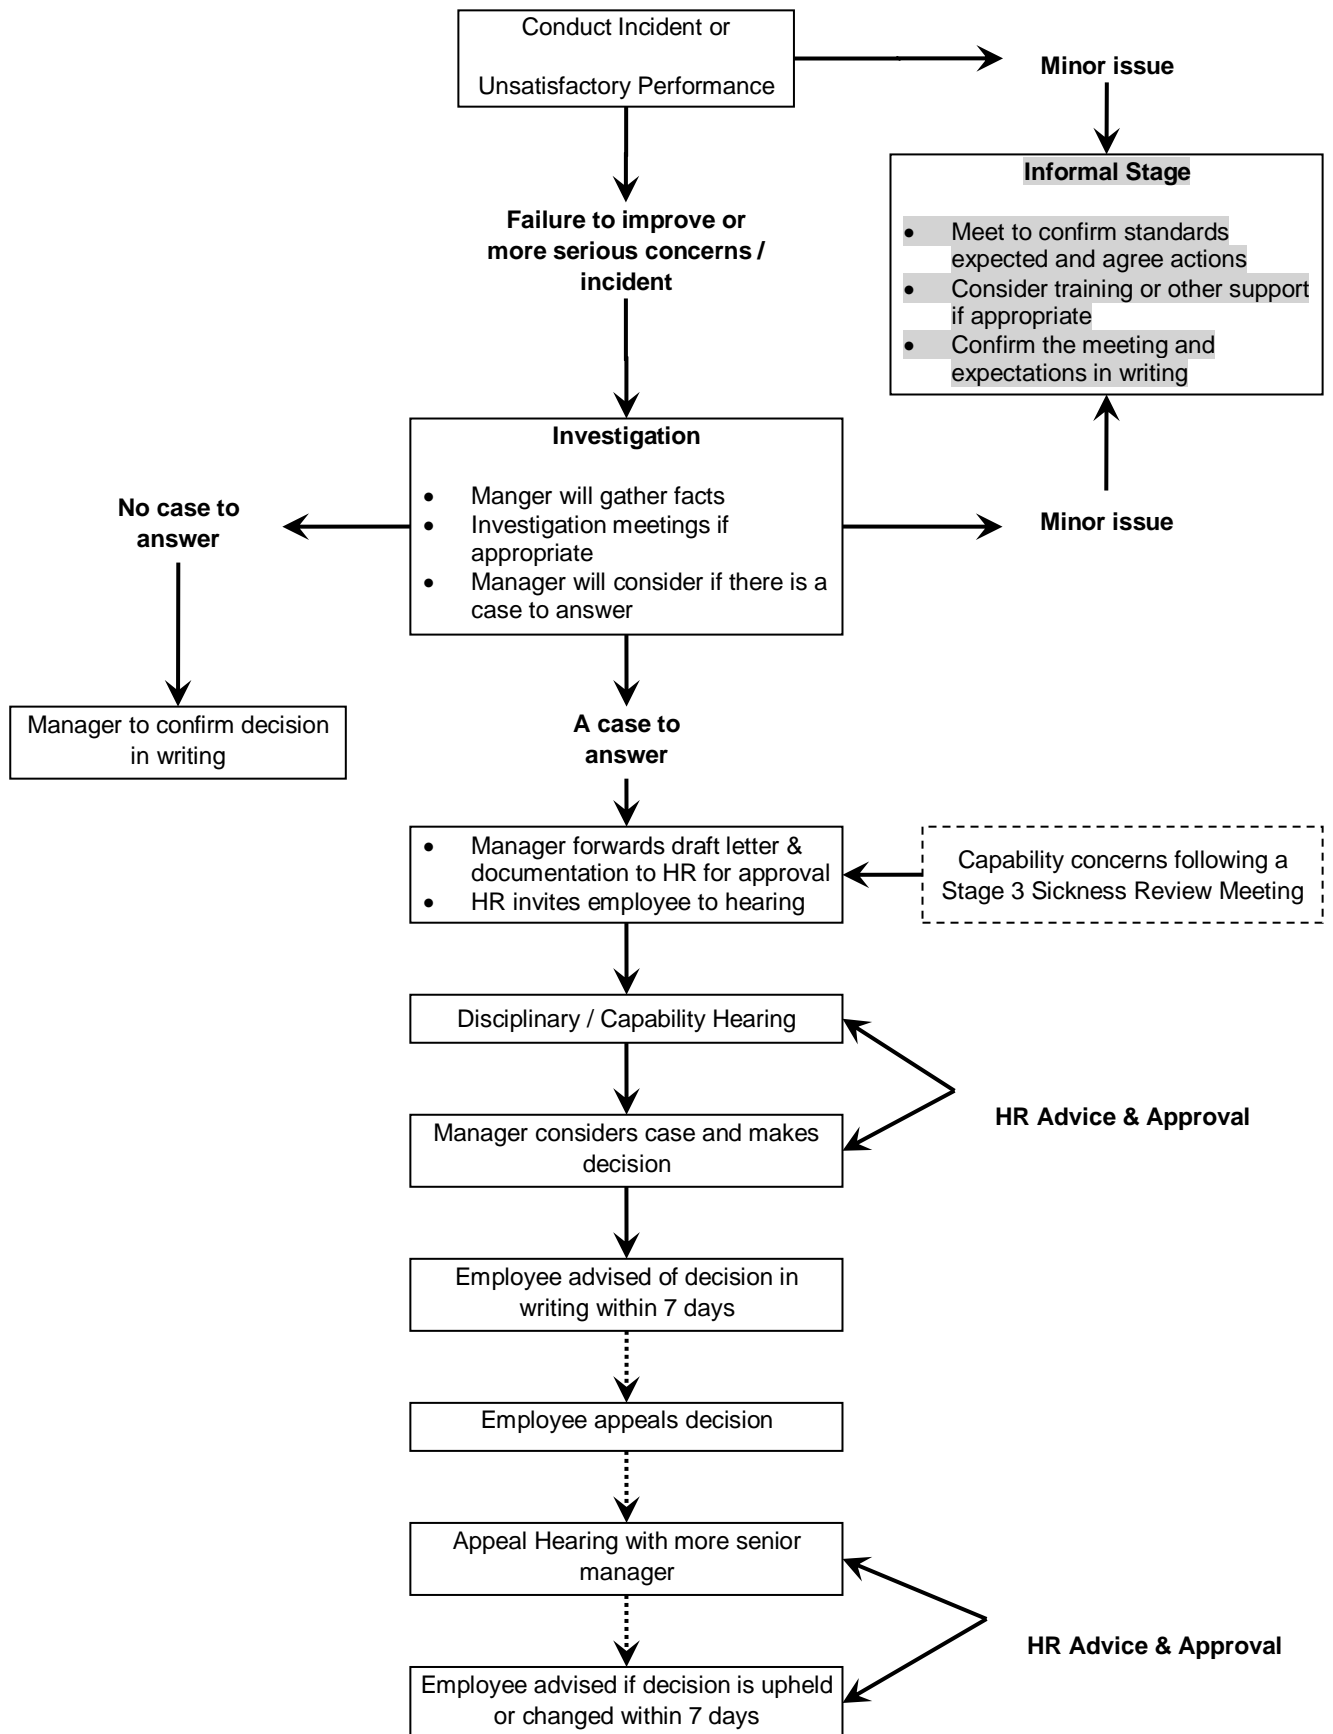 Conduct Incident or
Unsatisfactory Performance
Minor issue
Informal Stage
• Meet to confirm standards
expected and agree actions
• Consider training or other support
if appropriate
• Confirm the meeting and
expectations in writing
Failure to improve or
more serious concerns /
incident
Investigation
• Manger will gather facts
• Investigation meetings if
appropriate
• Manager will consider if there is a
case to answer
No case to
answer
Minor issue
Manager to confirm decision
in writing
A case to
answer
• Manager forwards draft letter &
documentation to HR for approval
• HR invites employee to hearing
Capability concerns following a
Stage 3 Sickness Review Meeting
Disciplinary / Capability Hearing
HR Advice & Approval
Manager considers case and makes
decision
Employee advised of decision in
writing within 7 days
Employee appeals decision
Appeal Hearing with more senior
manager
HR Advice & Approval
Employee advised if decision is upheld
or changed within 7 days